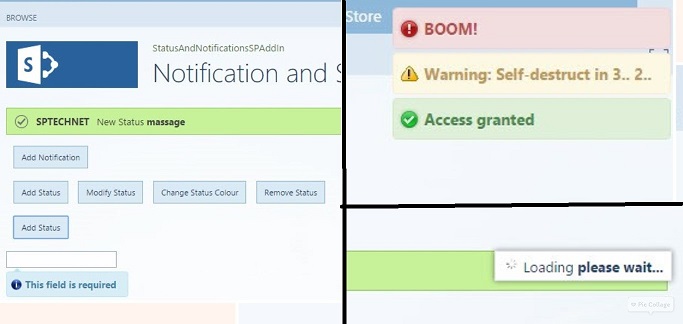 BROWSE
S
StatusAndNotificationsSPAddIn
Notification and S
SPTECHNET New Status massage
Add Notification
Add Status Modify Status Change Status Colour Remove Status
Add Status
This field is required
Store
BOOM!
Warning: Self-destruct in 3.. 2..
Access granted
Loading please wait...
Pic Collage